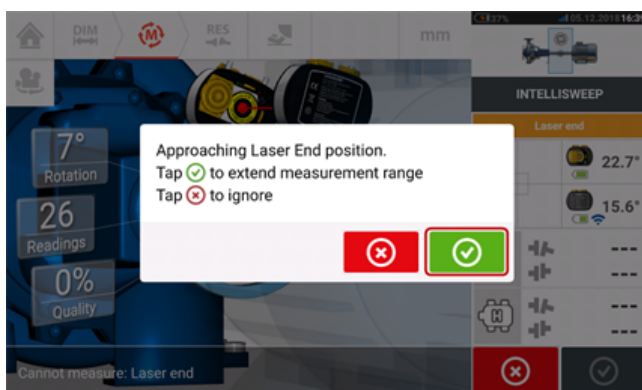 DIM
M
RES
mm
37%
05.12.2018 16:3
INTELLISWEEP
Laser end
7°
Rotation
22.7°
26
Readings
15.6°
0%
Quality
Approaching Laser End position.
Tap to extend measurement range
Tap to ignore
---
---
---
---
Cannot measure: Laser end